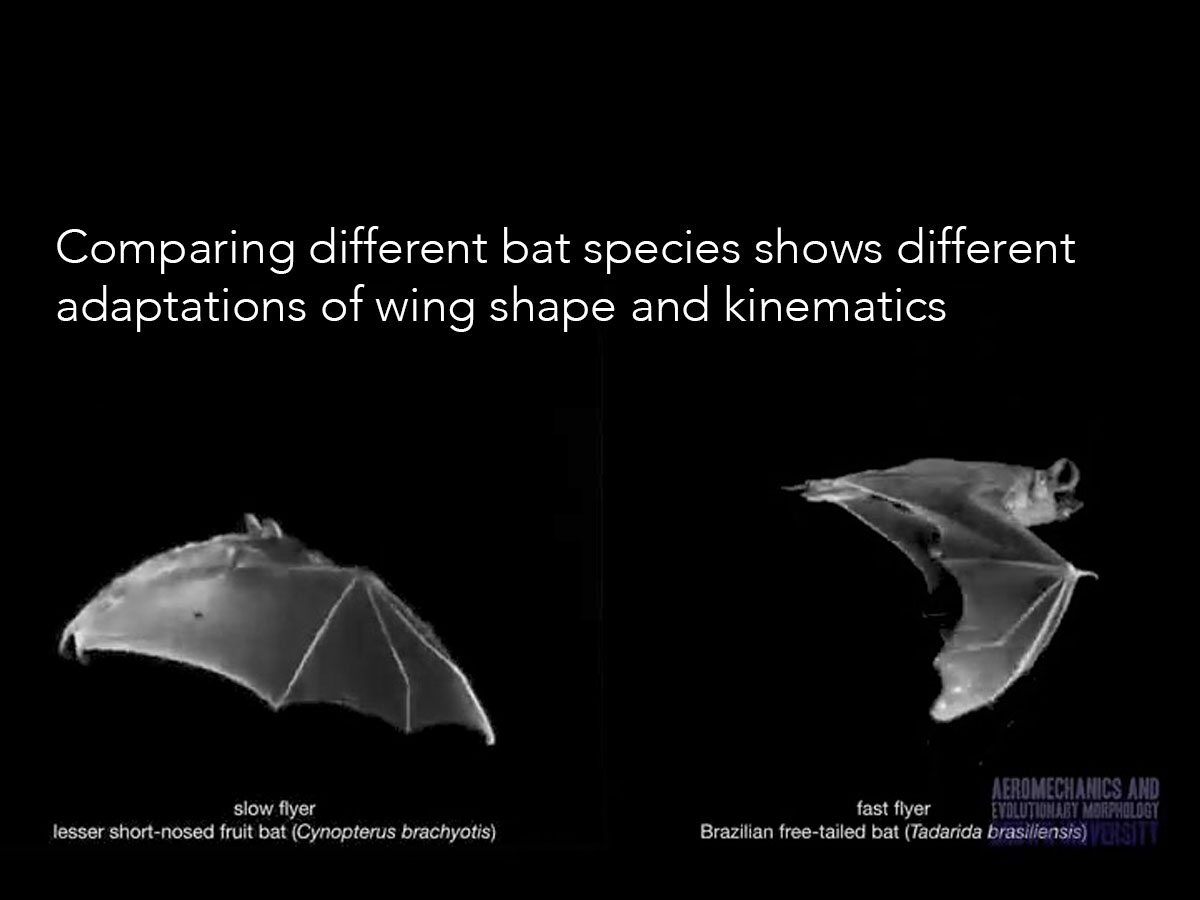 Comparing different bat species shows different
adaptations of wing shape and kinematics
slow flyer
lesser short-nosed fruit bat (Cynopterus brachyotis)
fast flyer
Brazilian free-tailed bat (Tadarida brasiliensis)
AEROMECHANICS AND
EVOLUTIONARY MORPHOLOGY
UNIVERSITY